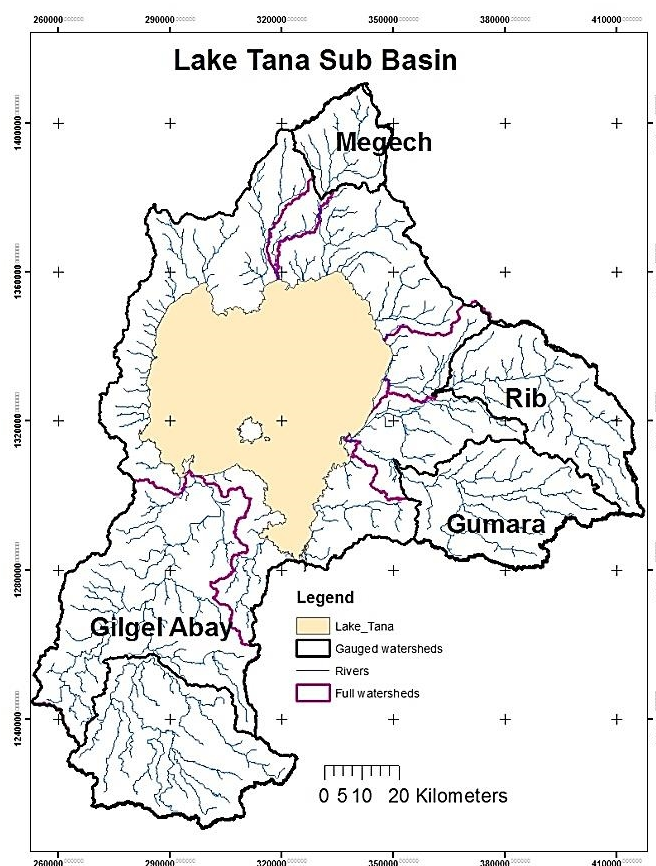 260000 290000 320000 350000 380000 410000
Lake Tana Sub Basin
1400000
Megech
1360000
Rib
1320000
Gumara
1280000
Legend
Lake_Tana
Gilgel Abay
Gauged watersheds
Rivers
Full watersheds
1240000
0 5 10 20 Kilometers
260000 290000 320000 350000 380000 410000